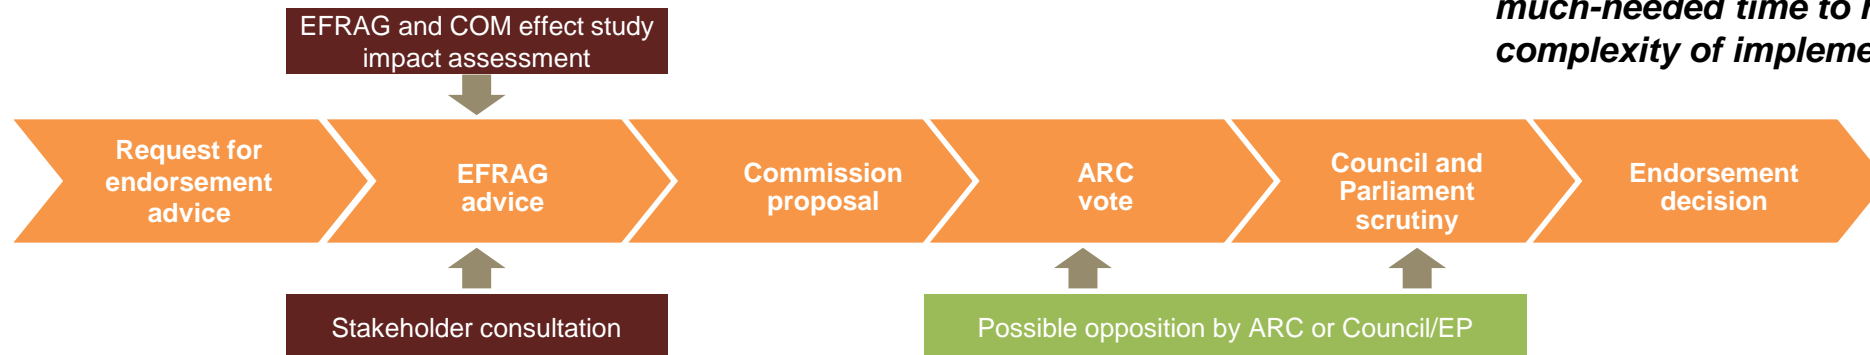 much-needed time to
complexity of
EFRAG and COM effect study
impact assessment
Request for
endorsement
advice
EFRAG
advice
Commission
proposal
ARC
vote
Council and
Parliament
scrutiny
Endorsement
decision
Stakeholder consultation
Possible opposition by ARC or Council/EP